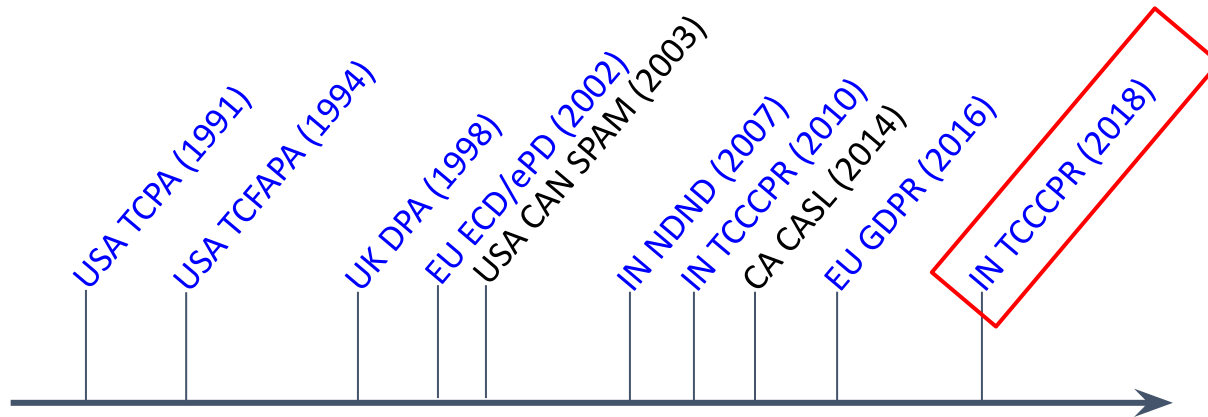 USA TCPA (1991)
USA TCFAPA (1994)
UK DPA (1998)
EU ECD/ePD (2002)
USA CAN SPAM (2003)
IN NDND (2007)
IN TCCCPR (2010)
CA CASL (2014)
EU GDPR (2016)
IN TCCCPR (2018)